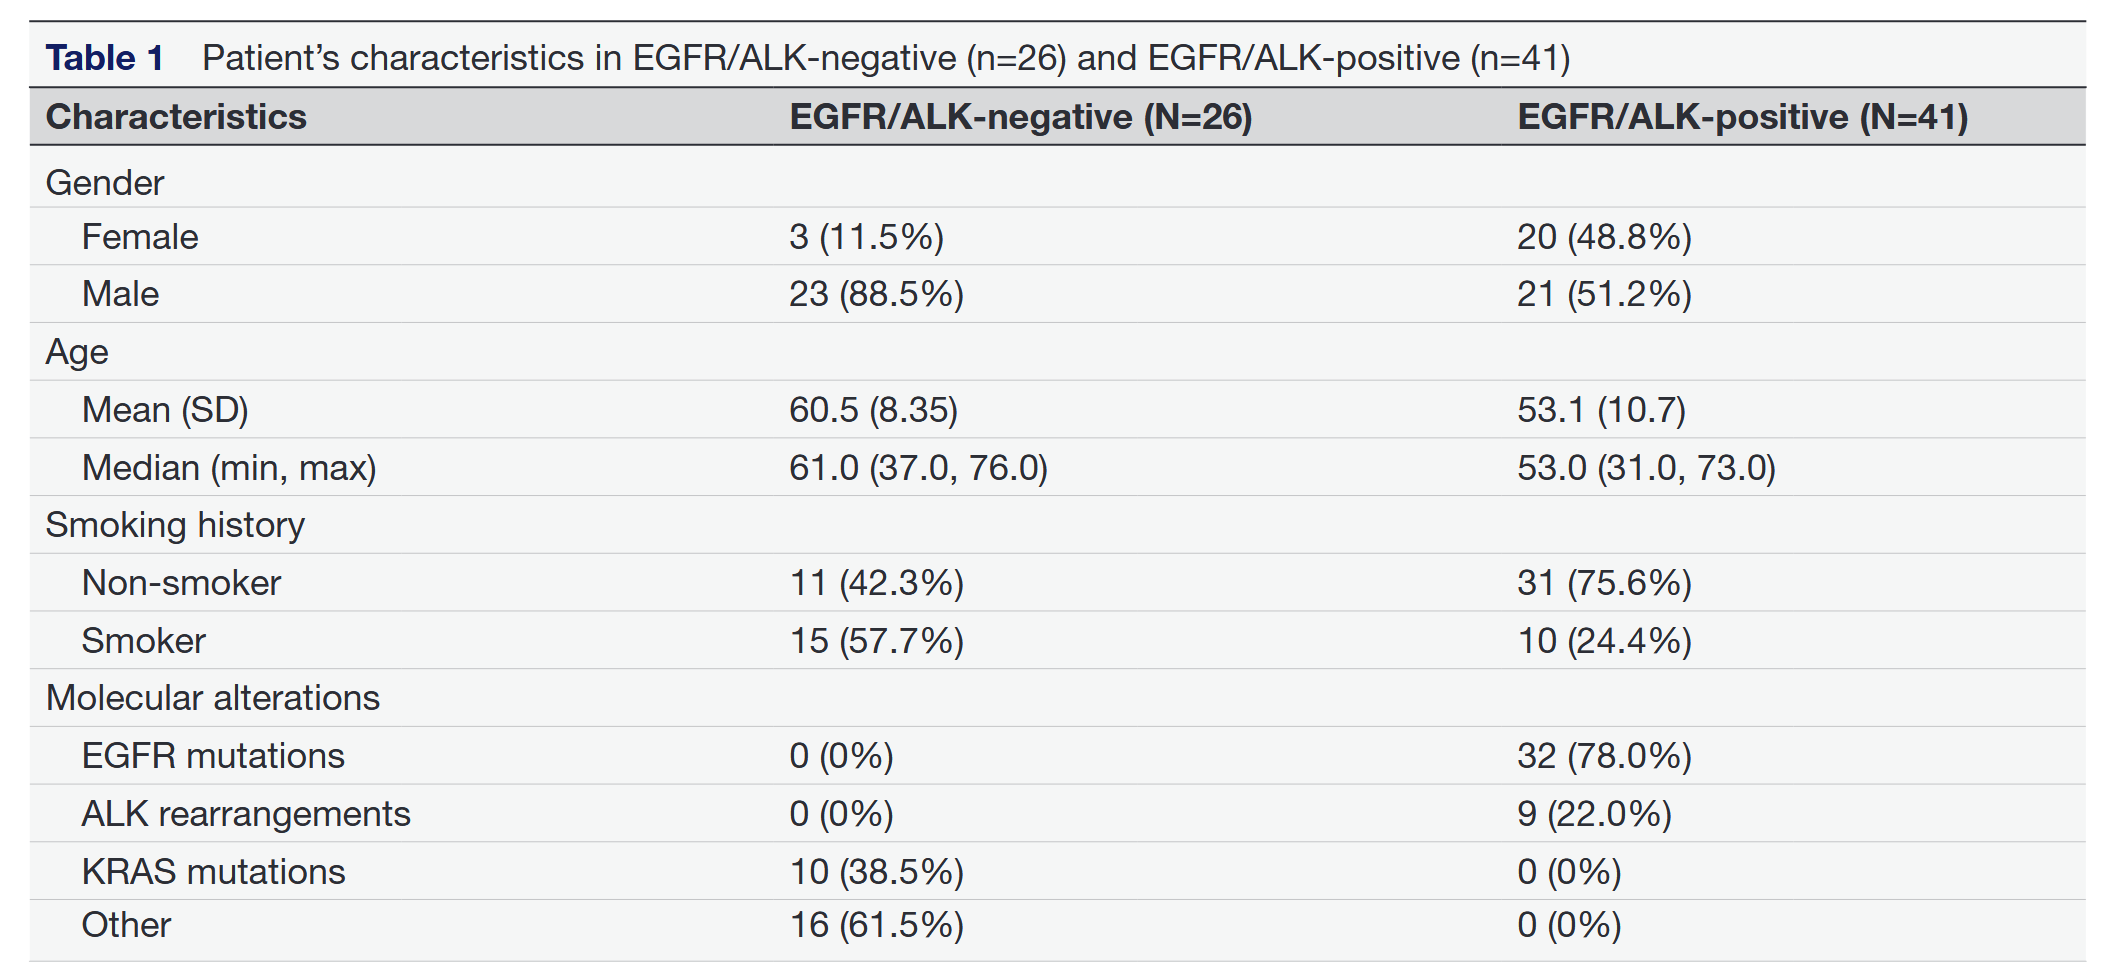 Table 1 Patient’s characteristics in EGFR/ALK-negative (n=26) and EGFR/ALK-positive (n=41)
Characteristics EGFR/ALK-negative (N=26) EGFR/ALK-positive (N=41)
Gender
Female 3 (11.5%) 20 (48.8%)
Male 23 (88.5%) 21 (51.2%)
Age
Mean (SD) 60.5 (8.35) 53.1 (10.7)
Median (min, max) 61.0 (37.0, 76.0) 53.0 (31.0, 73.0)
Smoking history
Non-smoker 11 (42.3%) 31 (75.6%)
Smoker 15 (57.7%) 10 (24.4%)
Molecular alterations
EGFR mutations 0 (0%) 32 (78.0%)
ALK rearrangements 0 (0%) 9 (22.0%)
KRAS mutations 10 (38.5%) 0 (0%)
Other 16 (61.5%) 0 (0%)